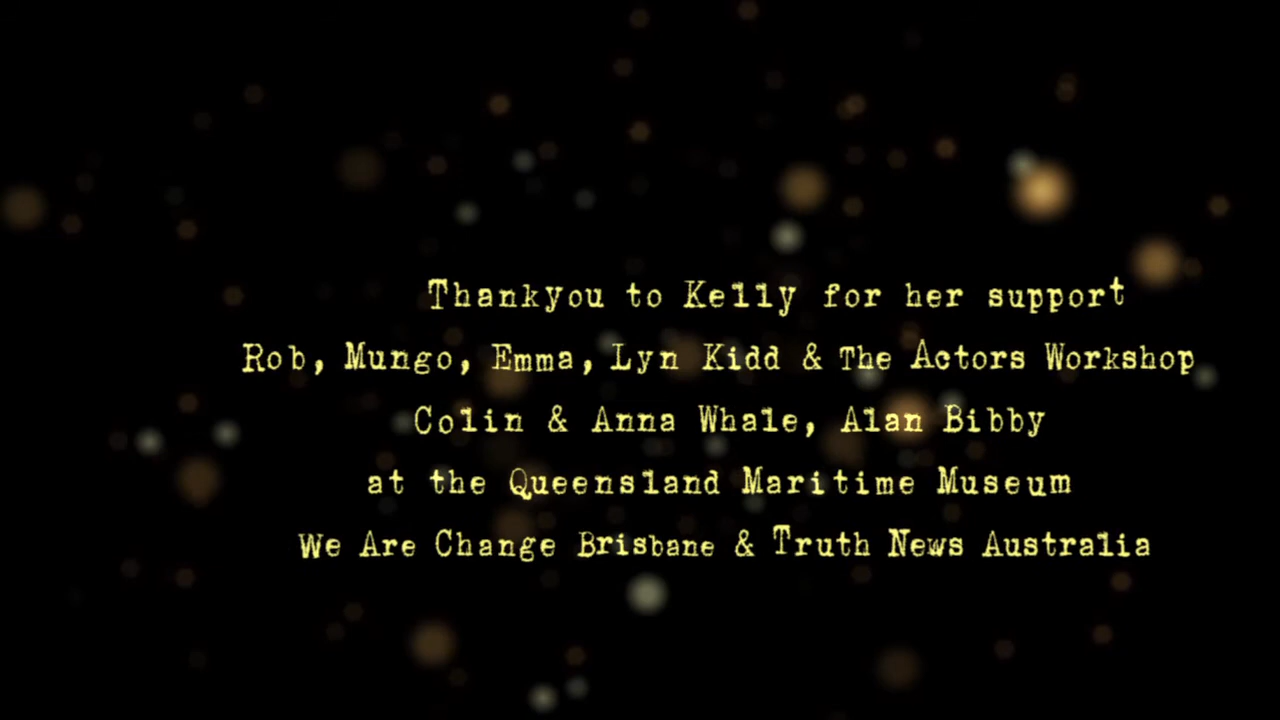 Thankyou to Kelly for her support
Rob, Mungo, Emma, Lyn Kidd & The Actors Workshop
Colin & Anna Whale, Alan Bibby
at the Queensland Maritime Museum
We Are Change Brisbane & Truth News Australia